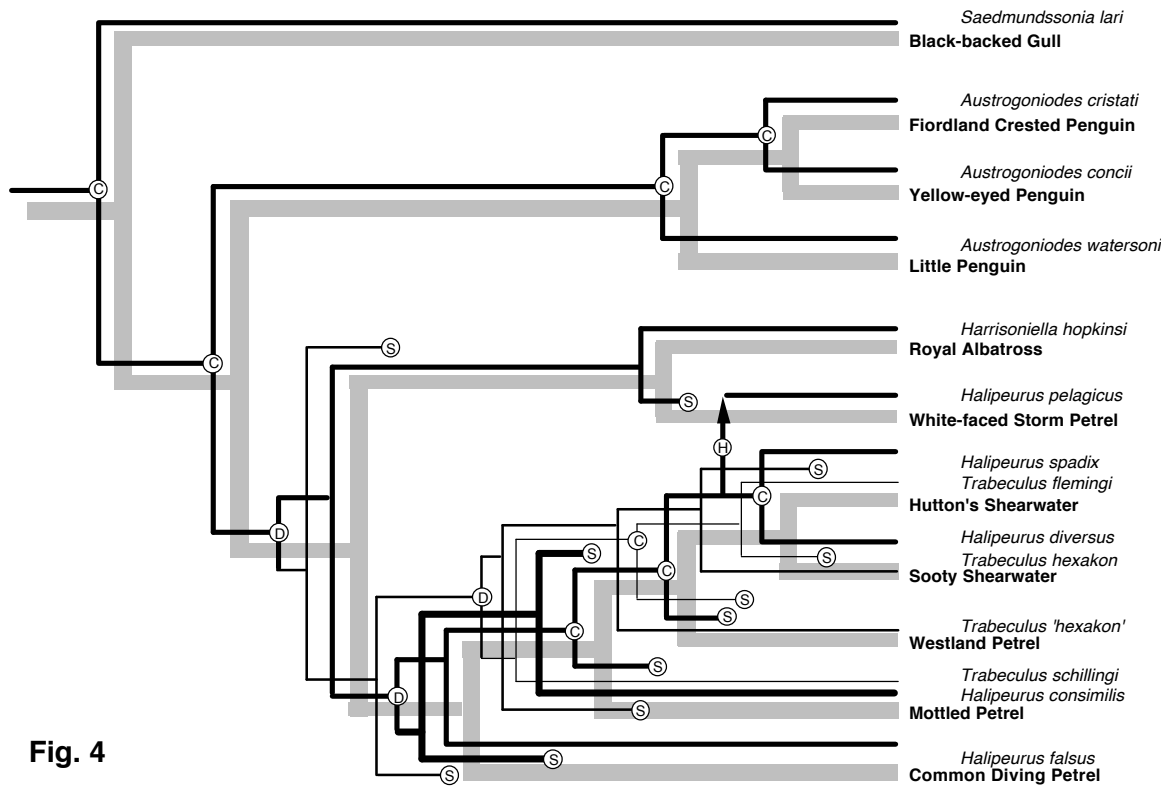 Saedmundssonia lari
Black-backed Gull
C
Austrogoniodes cristati
Fiordland Crested Penguin
C
Austrogoniodes concii
Yellow-eyed Penguin
C
Austrogoniodes watersoni
Little Penguin
C
Harrisoniella hopkinsi
Royal Albatross
S
Halipeurus pelagicus
S
White-faced Storm Petrel
H
Halipeurus spadix
S
Trabeculus flemingi
C
Hutton's Shearwater
D
Halipeurus diversus
C
S
S
Trabeculus hexakon
C
Sooty Shearwater
D
S
S
Trabeculus 'hexakon'
C
Westland Petrel
S
Trabeculus schillingi
D
Halipeurus consimilis
S
Mottled Petrel
Fig. 4
S
Halipeurus falsus
S
Common Diving Petrel